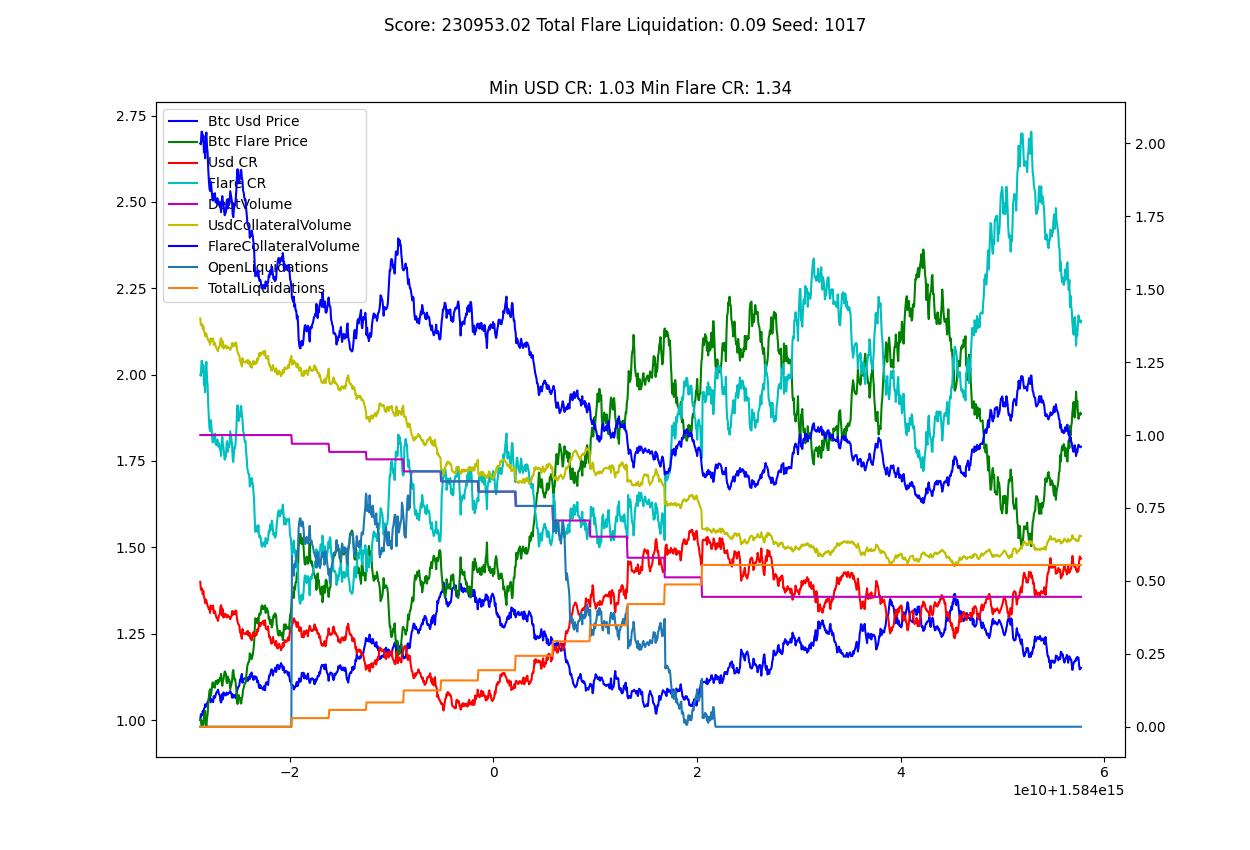 Score: 230953.02 Total Flare Liquidation: 0.09 Seed: 1017
Min USD CR: 1.03 Min Flare CR: 1.34
Btc Usd Price
Btc Flare Price
Usd CR
Flare CR
DebtVolume
UsdCollateralVolume
FlareCollateralVolume
OpenLiquidations
TotalLiquidations
2.75
2.50
2.25
2.00
1.75
1.50
1.25
1.00
2.00
1.75
1.50
1.25
1.00
0.75
0.50
0.25
0.00
−2 0 2 4 6
1e10+1.584e15